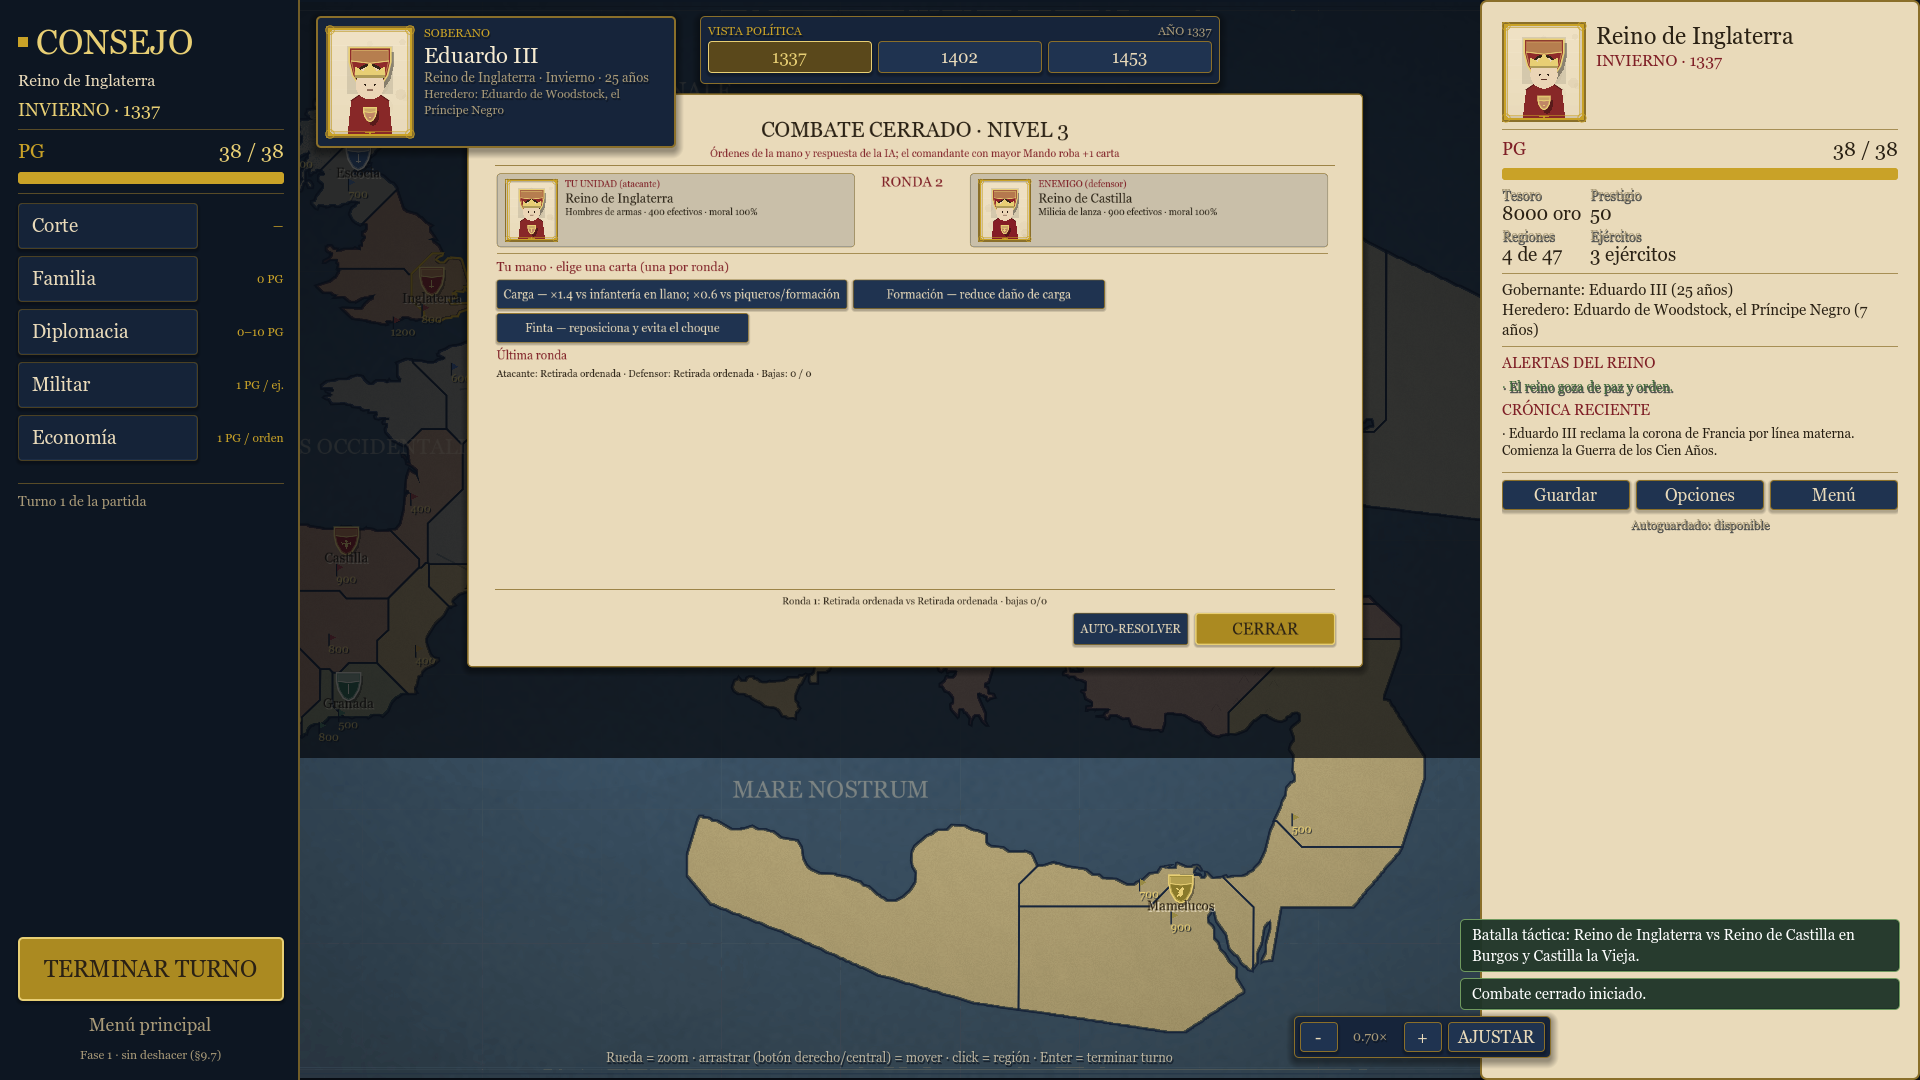 CONSEJO
Reino de Inglaterra
INVIERNO · 1337
PG 38 / 38
Corte –
Familia 0 PG
Diplomacia 0–10 PG
Militar 1 PG / ej.
Economía 1 PG / orden
Turno 1 de la partida
TERMINAR TURNO
Menú principal
Fase 1 · sin deshacer (§9.7)
SOBERANO
Eduardo III
Reino de Inglaterra · Invierno · 25 años
Heredero: Eduardo de Woodstock, el
Príncipe Negro
VISTA POLÍTICA AÑO 1337
1337 1402 1453
COMBATE CERRADO · NIVEL 3
Órdenes de la mano y respuesta de la IA; el comandante con mayor Mando roba +1 carta
TU UNIDAD (atacante)
Reino de Inglaterra
Hombres de armas · 400 efectivos · moral 100%
RONDA 2
ENEMIGO (defensor)
Reino de Castilla
Milicia de lanza · 900 efectivos · moral 100%
Tu mano · elige una carta (una por ronda)
Carga — ×1.4 vs infantería en llano; ×0.6 vs piqueros/formación
Formación — reduce daño de carga
Finta — reposiciona y evita el choque
Última ronda
Atacante: Retirada ordenada · Defensor: Retirada ordenada · Bajas: 0 / 0
Ronda 1: Retirada ordenada vs Retirada ordenada · bajas 0/0
AUTO-RESOLVER
CERRAR
Escocia
700
Inglaterra
800
1200
S OCCIDENTAL
400
Castilla
900
800
400
Granada
500
800
MARE NOSTRUM
500
700
Mamelucos
900
Rueda = zoom · arrastrar (botón derecho/central) = mover · click = región · Enter = terminar turno
- 0.70× + AJUSTAR
Reino de Inglaterra
INVIERNO · 1337
PG 38 / 38
Tesoro Prestigio
8000 oro 50
Regiones Ejércitos
4 de 47 3 ejércitos
Gobernante: Eduardo III (25 años)
Heredero: Eduardo de Woodstock, el Príncipe Negro (7
años)
ALERTAS DEL REINO
· El reino goza de paz y orden.
CRÓNICA RECIENTE
· Eduardo III reclama la corona de Francia por línea materna.
Comienza la Guerra de los Cien Años.
Guardar Opciones Menú
Autoguardado: disponible
Batalla táctica: Reino de Inglaterra vs Reino de Castilla en
Burgos y Castilla la Vieja.
Combate cerrado iniciado.